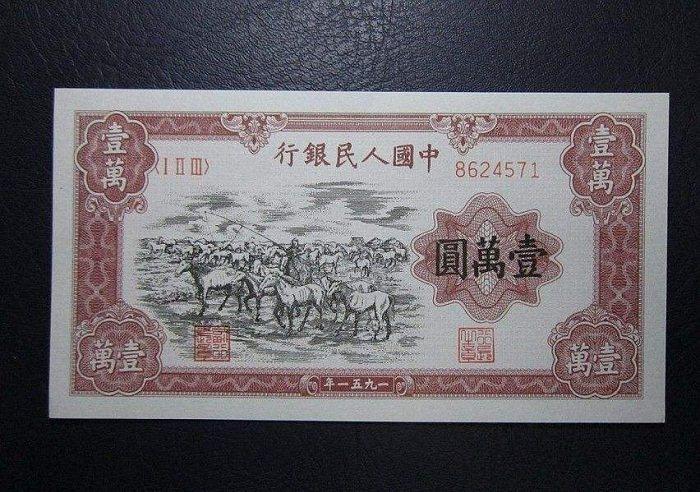 壹萬
〈I II III〉
行銀民人國中
8624571
壹萬
圓萬壹
萬壹
年一五九一
萬壹